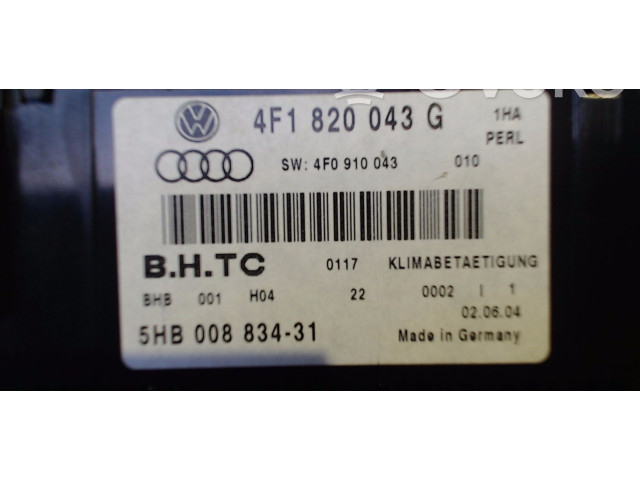 4F1 820 043 G 1HA
PERL
SW: 4F0 910 043 010
B.H.TC 0117 KLIMABETAETIGUNG
BHB 001 H04 22 0002 | 1
02.06.04
5HB 008 834-31 Made in Germany